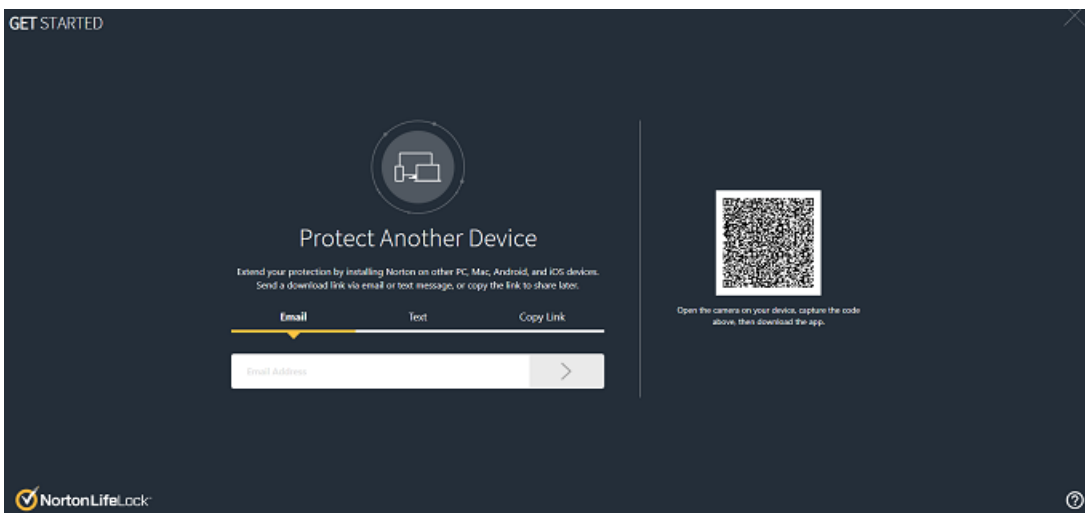 GET STARTED
Protect Another Device
Extend your protection by installing Norton on other PC, Mac, Android, and iOS devices.
Send a download link via email or text message, or copy the link to share later.
Email Text Copy Link
Email Address
Open the camera on your device, capture the code
above, then download the app.
NortonLifeLock